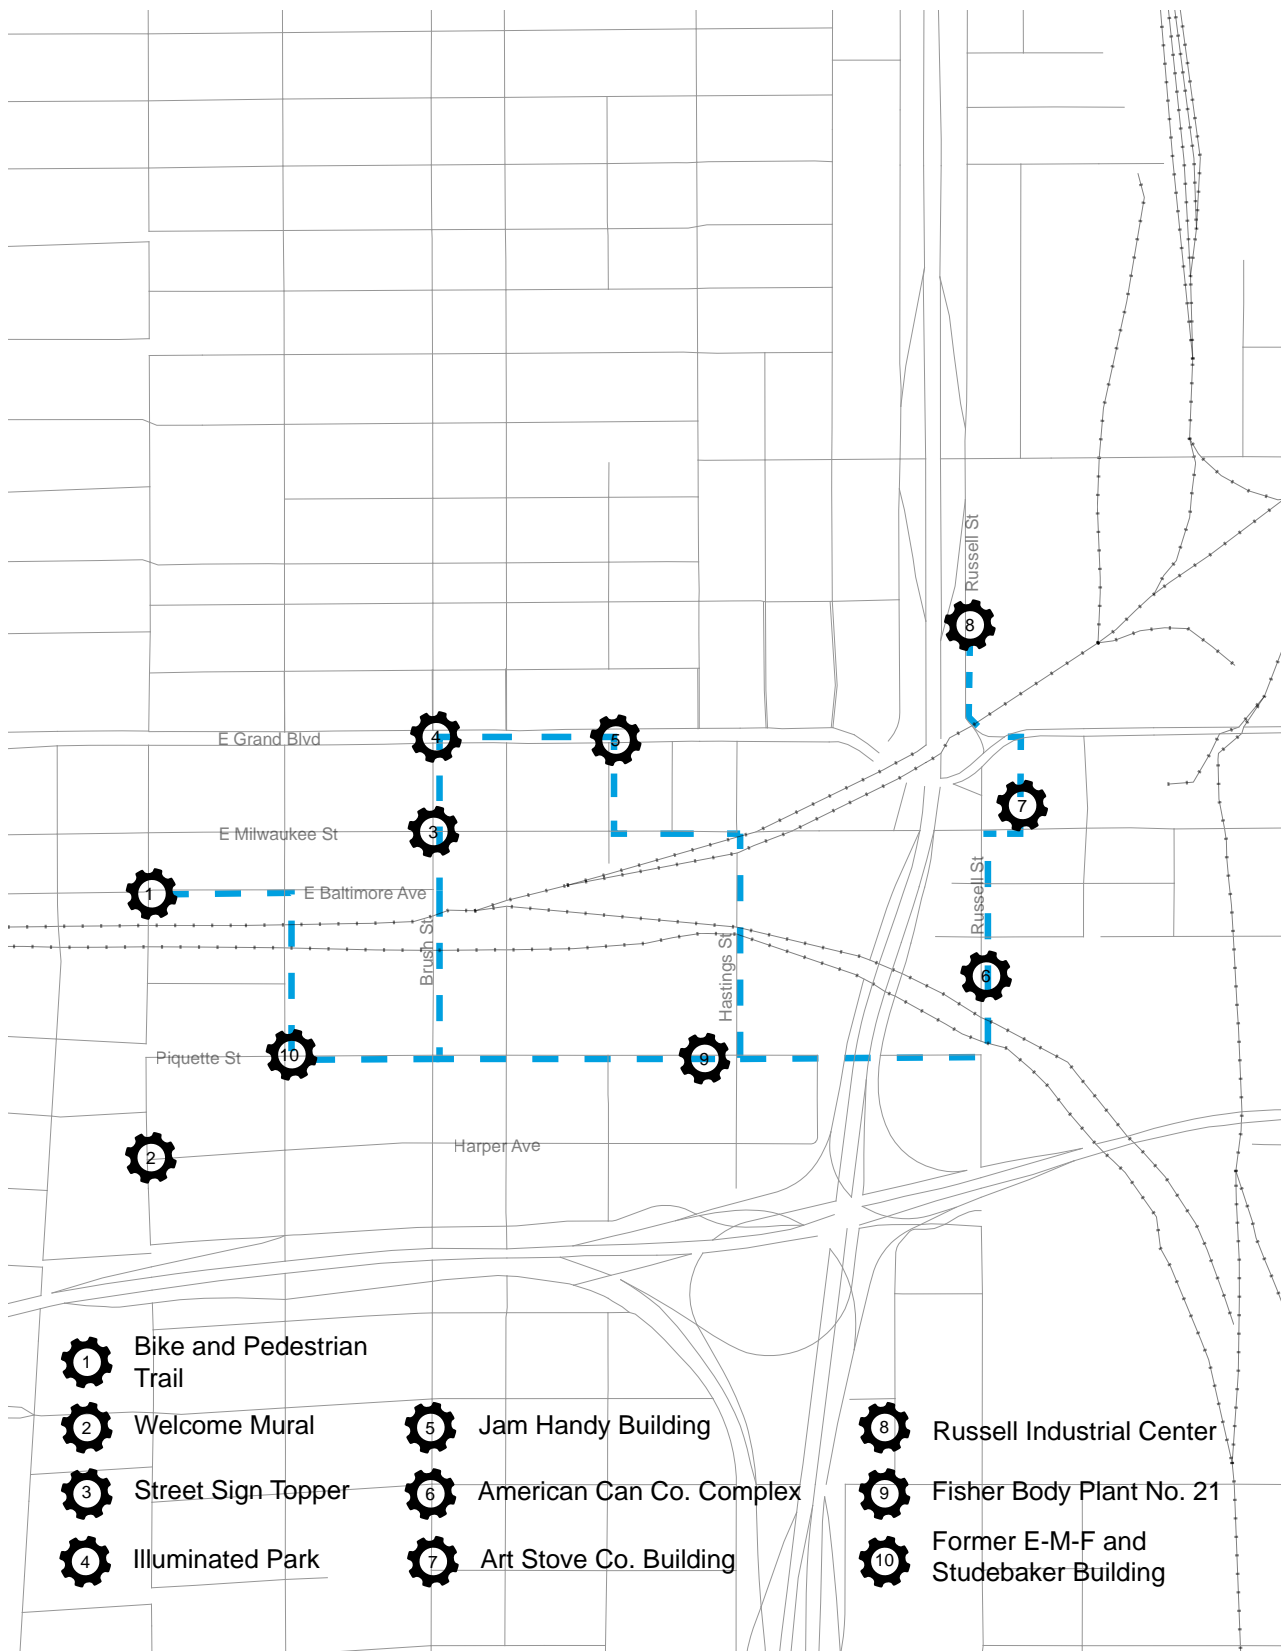 Russell St
8
E Grand Blvd
4
5
7
E Milwaukee St
3
1
E Baltimore Ave
Russell St
Brush St
Hastings St
6
Piquette St
10
9
2
Harper Ave
1
Bike and Pedestrian
Trail
2
Welcome Mural
3
Street Sign Topper
4
Illuminated Park
5
Jam Handy Building
6
American Can Co. Complex
7
Art Stove Co. Building
8
Russell Industrial Center
9
Fisher Body Plant No. 21
10
Former E-M-F and
Studebaker Building